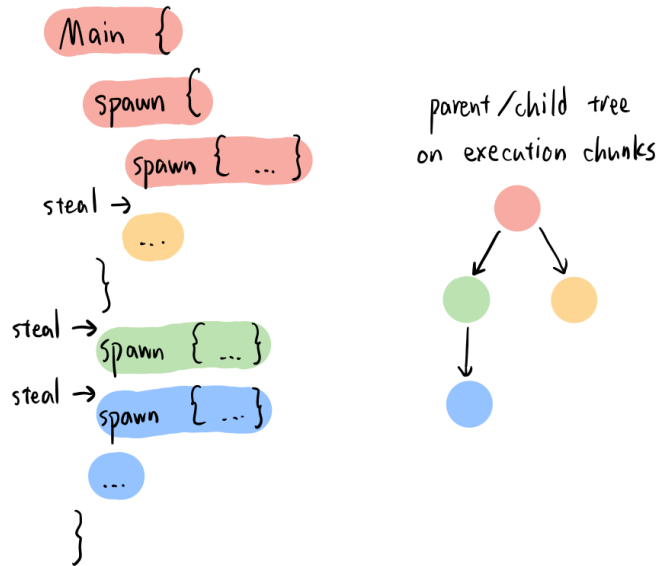 Main {
spawn {
spawn { ... }
steal →
...
}
steal →
spawn { ... }
steal →
spawn { ... }
...
}
parent/child tree
on execution chunks